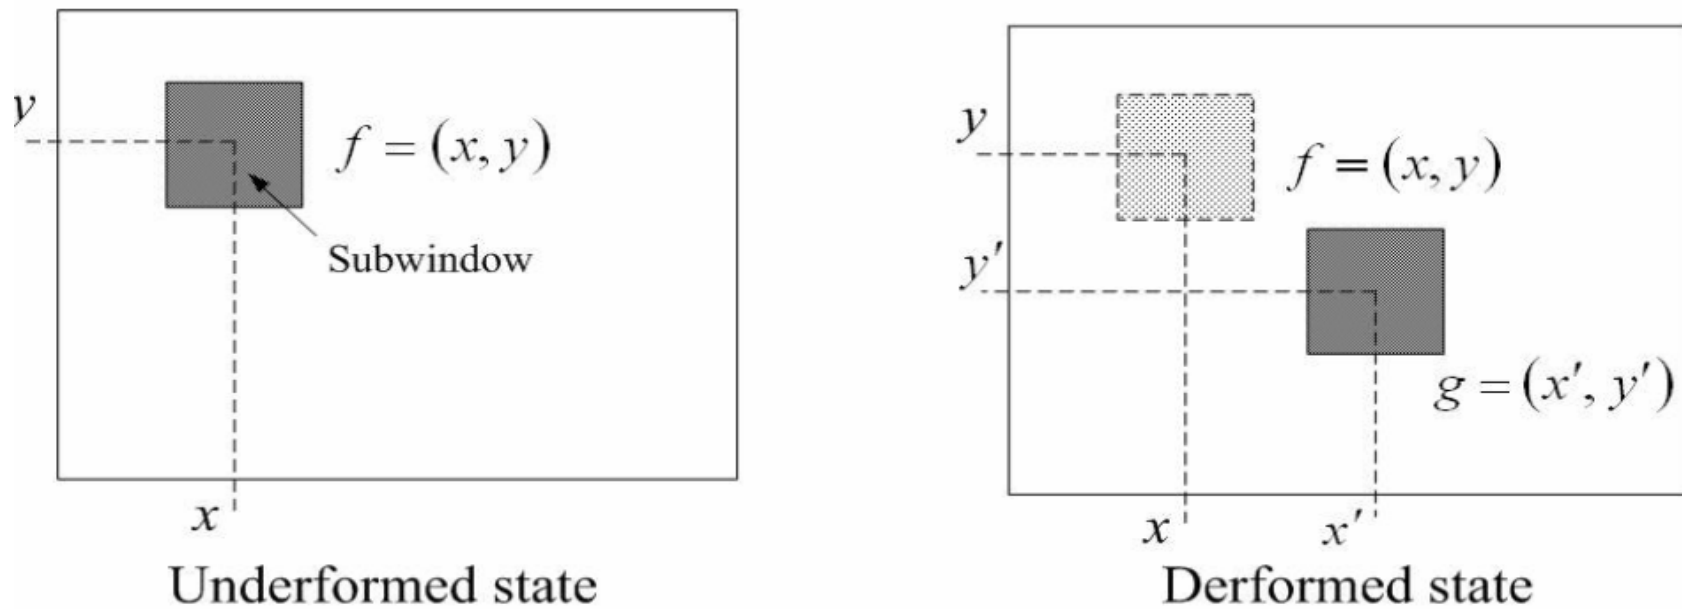 y
f = (x, y)
Subwindow
x
Underformed state
y
f = (x, y)
y′
g = (x′, y′)
x
x′
Derformed state